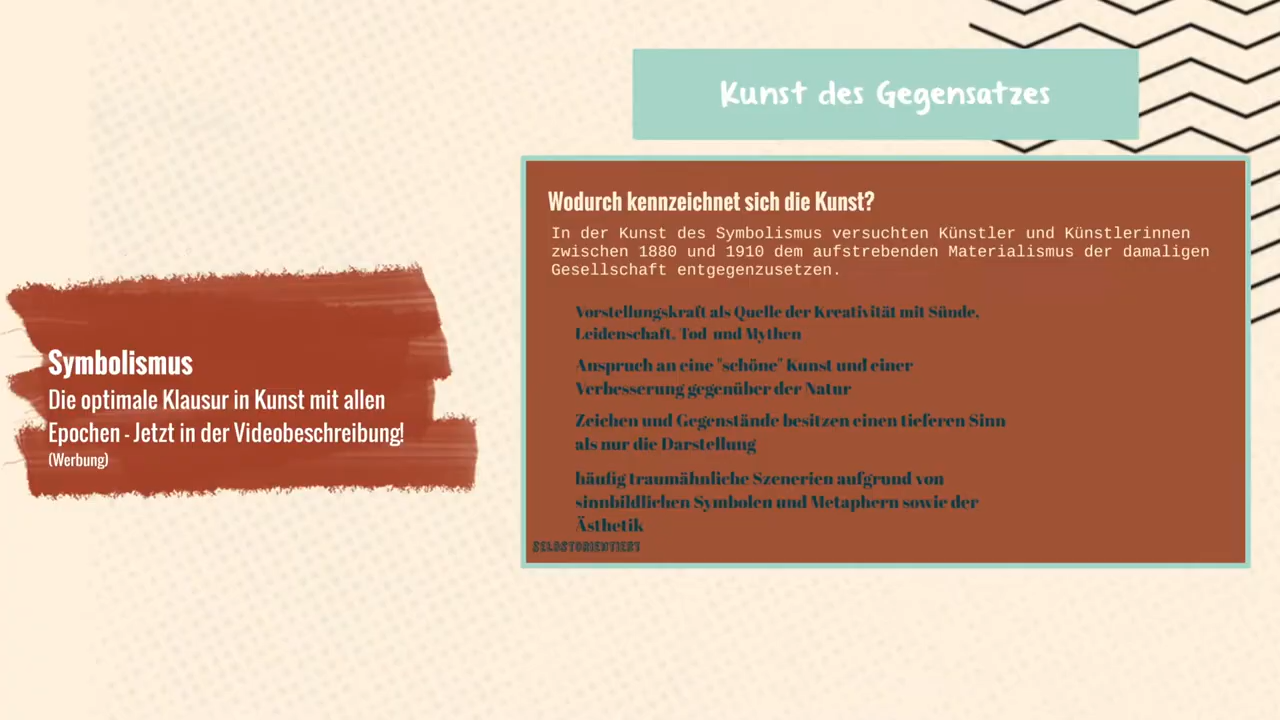 Kunst des Gegensatzes
Wodurch kennzeichnet sich die Kunst?
In der Kunst des Symbolismus versuchten Künstler und Künstlerinnen
zwischen 1880 und 1910 dem aufstrebenden Materialismus der damaligen
Gesellschaft entgegenzusetzen.
Vorstellungskraft als Quelle der Kreativität mit Sünde,
Leidenschaft, Tod und Mythen
Anspruch an eine "schöne" Kunst und einer
Verbesserung gegenüber der Natur
Zeichen und Gegenstände besitzen einen tieferen Sinn
als nur die Darstellung
häufig traumähnliche Szenerien aufgrund von
sinnbildlichen Symbolen und Metaphern sowie der
Ästhetik
SELBSTORIENTIERT
Symbolismus
Die optimale Klausur in Kunst mit allen
Epochen - Jetzt in der Videobeschreibung!
(Werbung)